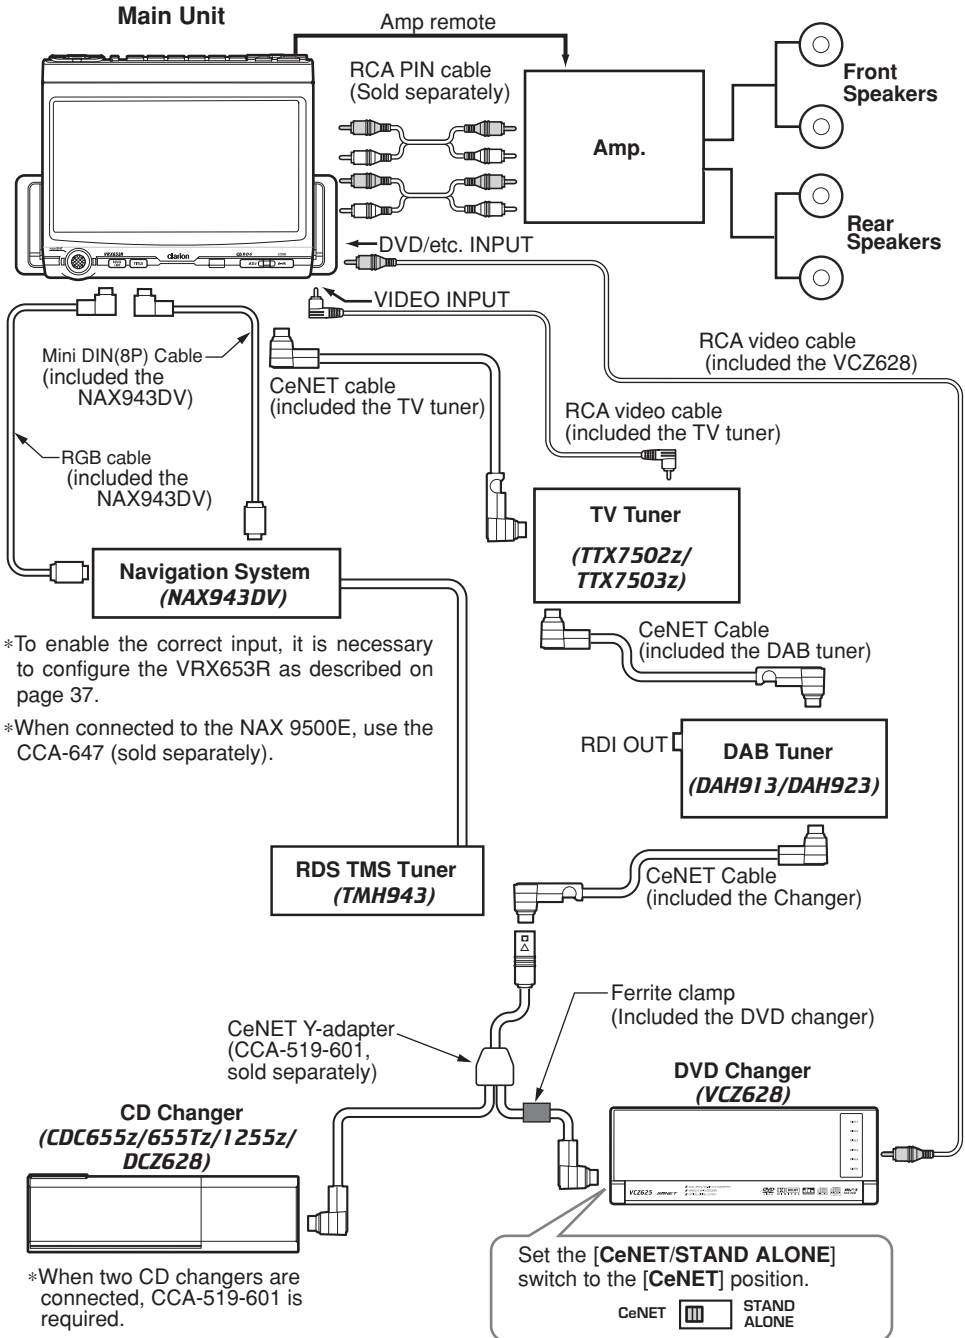 Main Unit
Amp remote
RCA PIN cable
(Sold separately)
Amp.
Front
Speakers
Rear
Speakers
VRX653R
TITLE
clarion
ADJ
DVD/etc. INPUT
VIDEO INPUT
Mini DIN(8P) Cable
(included the
NAX943DV)
CeNET cable
(included the TV tuner)
RCA video cable
(included the VCZ628)
RCA video cable
(included the TV tuner)
RGB cable
(included the
NAX943DV)
TV Tuner
(TTX7502z/
TTX7503z)
Navigation System
(NAX943DV)
*To enable the correct input, it is necessary
to configure the VRX653R as described on
page 37.
*When connected to the NAX 9500E, use the
CCA-647 (sold separately).
CeNET Cable
(included the DAB tuner)
RDI OUT
DAB Tuner
(DAH913/DAH923)
RDS TMS Tuner
(TMH943)
CeNET Cable
(included the Changer)
Ferrite clamp
(Included the DVD changer)
CeNET Y-adapter
(CCA-519-601,
sold separately)
DVD Changer
(VCZ628)
CD Changer
(CDC655z/655Tz/1255z/
DCZ628)
VCZ625
*When two CD changers are
connected, CCA-519-601 is
required.
Set the [CeNET/STAND ALONE]
switch to the [CeNET] position.
CeNET
STAND
ALONE